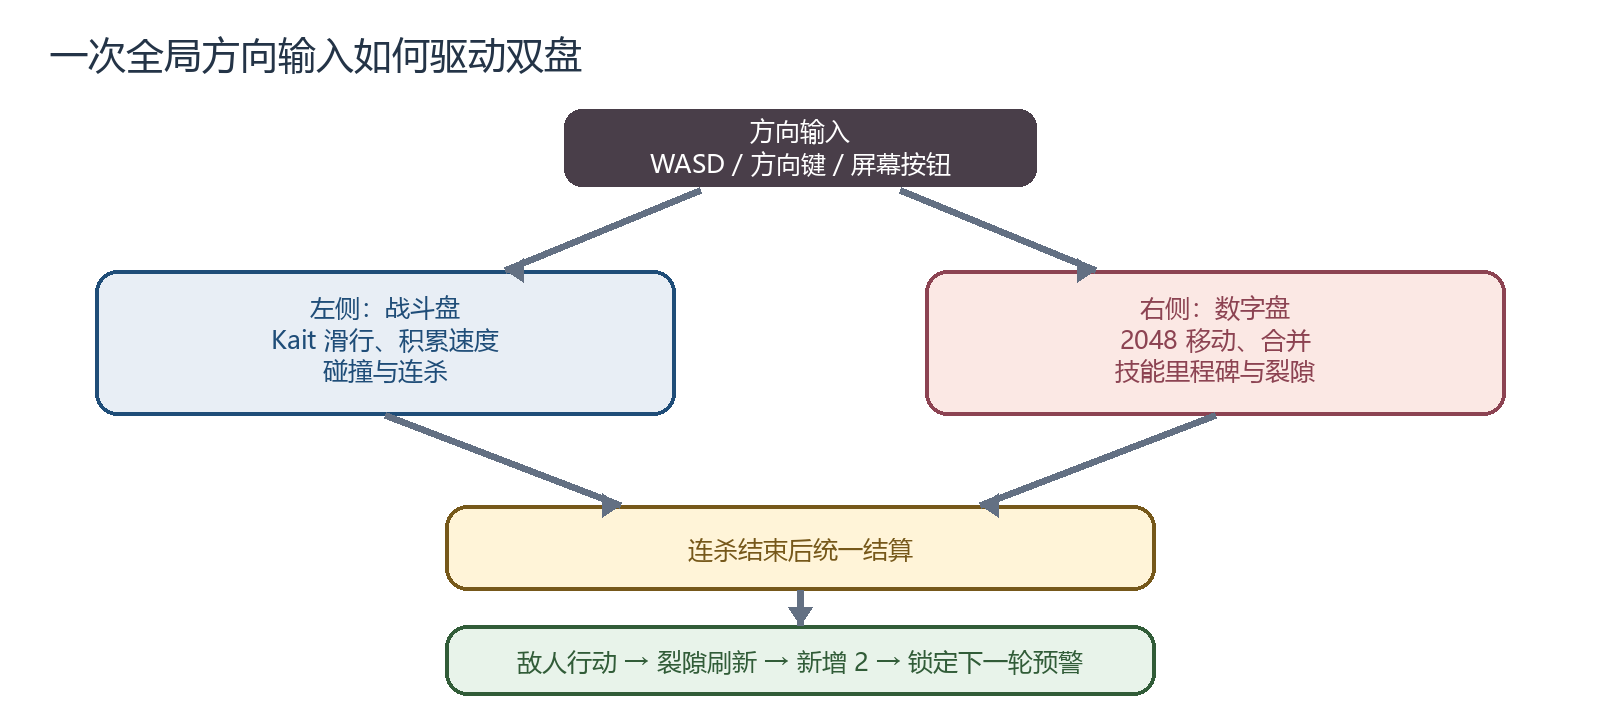 一次全局方向输入如何驱动双盘
方向输入
WASD / 方向键 / 屏幕按钮
左侧：战斗盘
Kait 滑行、积累速度
碰撞与连杀
右侧：数字盘
2048 移动、合并
技能里程碑与裂隙
连杀结束后统一结算
敌人行动 → 裂隙刷新 → 新增 2 → 锁定下一轮预警